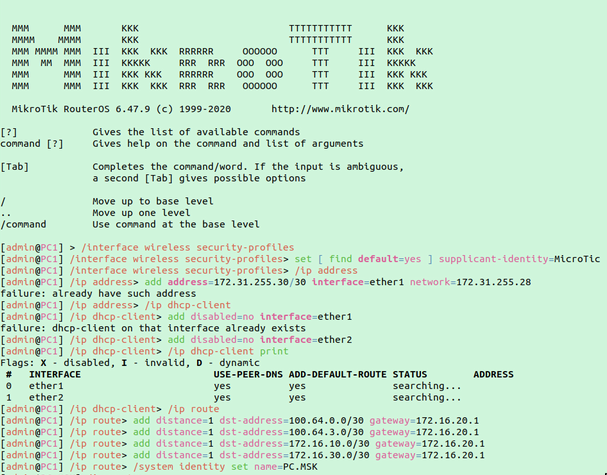 MMM      MMM       KKK                          TTTTTTTTTTT      KKK
MMMM    MMMM       KKK                          TTTTTTTTTTT      KKK
MMM MMMM MMM  III  KKK  KKK  RRRRRR     OOOOOO      TTT     III  KKK  KKK
MMM  MM  MMM  III  KKKKK     RRR  RRR  OOO  OOO     TTT     III  KKKKK
MMM      MMM  III  KKK KKK   RRRRRR    OOO  OOO     TTT     III  KKK KKK
MMM      MMM  III  KKK  KKK  RRR  RRR   OOOOOO      TTT     III  KKK  KKK
MikroTik RouterOS 6.47.9 (c) 1999-2020       http://www.mikrotik.com/
[?]             Gives the list of available commands
command [?]     Gives help on the command and list of arguments
[Tab]           Completes the command/word. If the input is ambiguous,
a second [Tab] gives possible options
/               Move up to base level
..              Move up one level
/command        Use command at the base level
[admin@PC1] > /interface wireless security-profiles
[admin@PC1] /interface wireless security-profiles> set [ find default=yes ] supplicant-identity=MicroTic
[admin@PC1] /interface wireless security-profiles> /ip address
[admin@PC1] /ip address> add address=172.31.255.30/30 interface=ether1 network=172.31.255.28
failure: already have such address
[admin@PC1] /ip address> /ip dhcp-client
[admin@PC1] /ip dhcp-client> add disabled=no interface=ether1
failure: dhcp-client on that interface already exists
[admin@PC1] /ip dhcp-client> add disabled=no interface=ether2
[admin@PC1] /ip dhcp-client> /ip dhcp-client print
Flags: X - disabled, I - invalid, D - dynamic
#   INTERFACE                     USE-PEER-DNS ADD-DEFAULT-ROUTE STATUS        ADDRESS
0   ether1                        yes          yes               searching...
1   ether2                        yes          yes               searching...
[admin@PC1] /ip dhcp-client> /ip route
[admin@PC1] /ip route> add distance=1 dst-address=100.64.0.0/30 gateway=172.16.20.1
[admin@PC1] /ip route> add distance=1 dst-address=100.64.3.0/30 gateway=172.16.20.1
[admin@PC1] /ip route> add distance=1 dst-address=172.16.10.0/30 gateway=172.16.20.1
[admin@PC1] /ip route> add distance=1 dst-address=172.16.30.0/30 gateway=172.16.20.1
[admin@PC1] /ip route> /system identity set name=PC.MSK